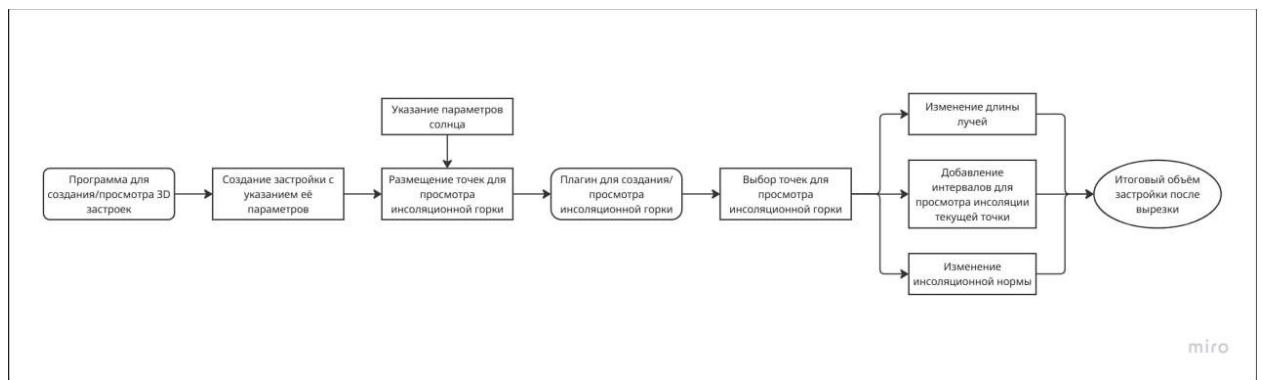 Указание параметров
солнца
Программа для
создания/просмотра 3D
застроек
Создание застройки с
указанием её
параметров
Размещение точек для
просмотра
инсоляционной горки
Плагин для создания/
просмотра
инсоляционной горки
Выбор точек для
просмотра
инсоляционной горки
Изменение длины
лучей
Добавление
интервалов для
просмотра инсоляции
текущей точки
Изменение
инсоляционной нормы
Итоговый объём
застройки после
вырезки
miro